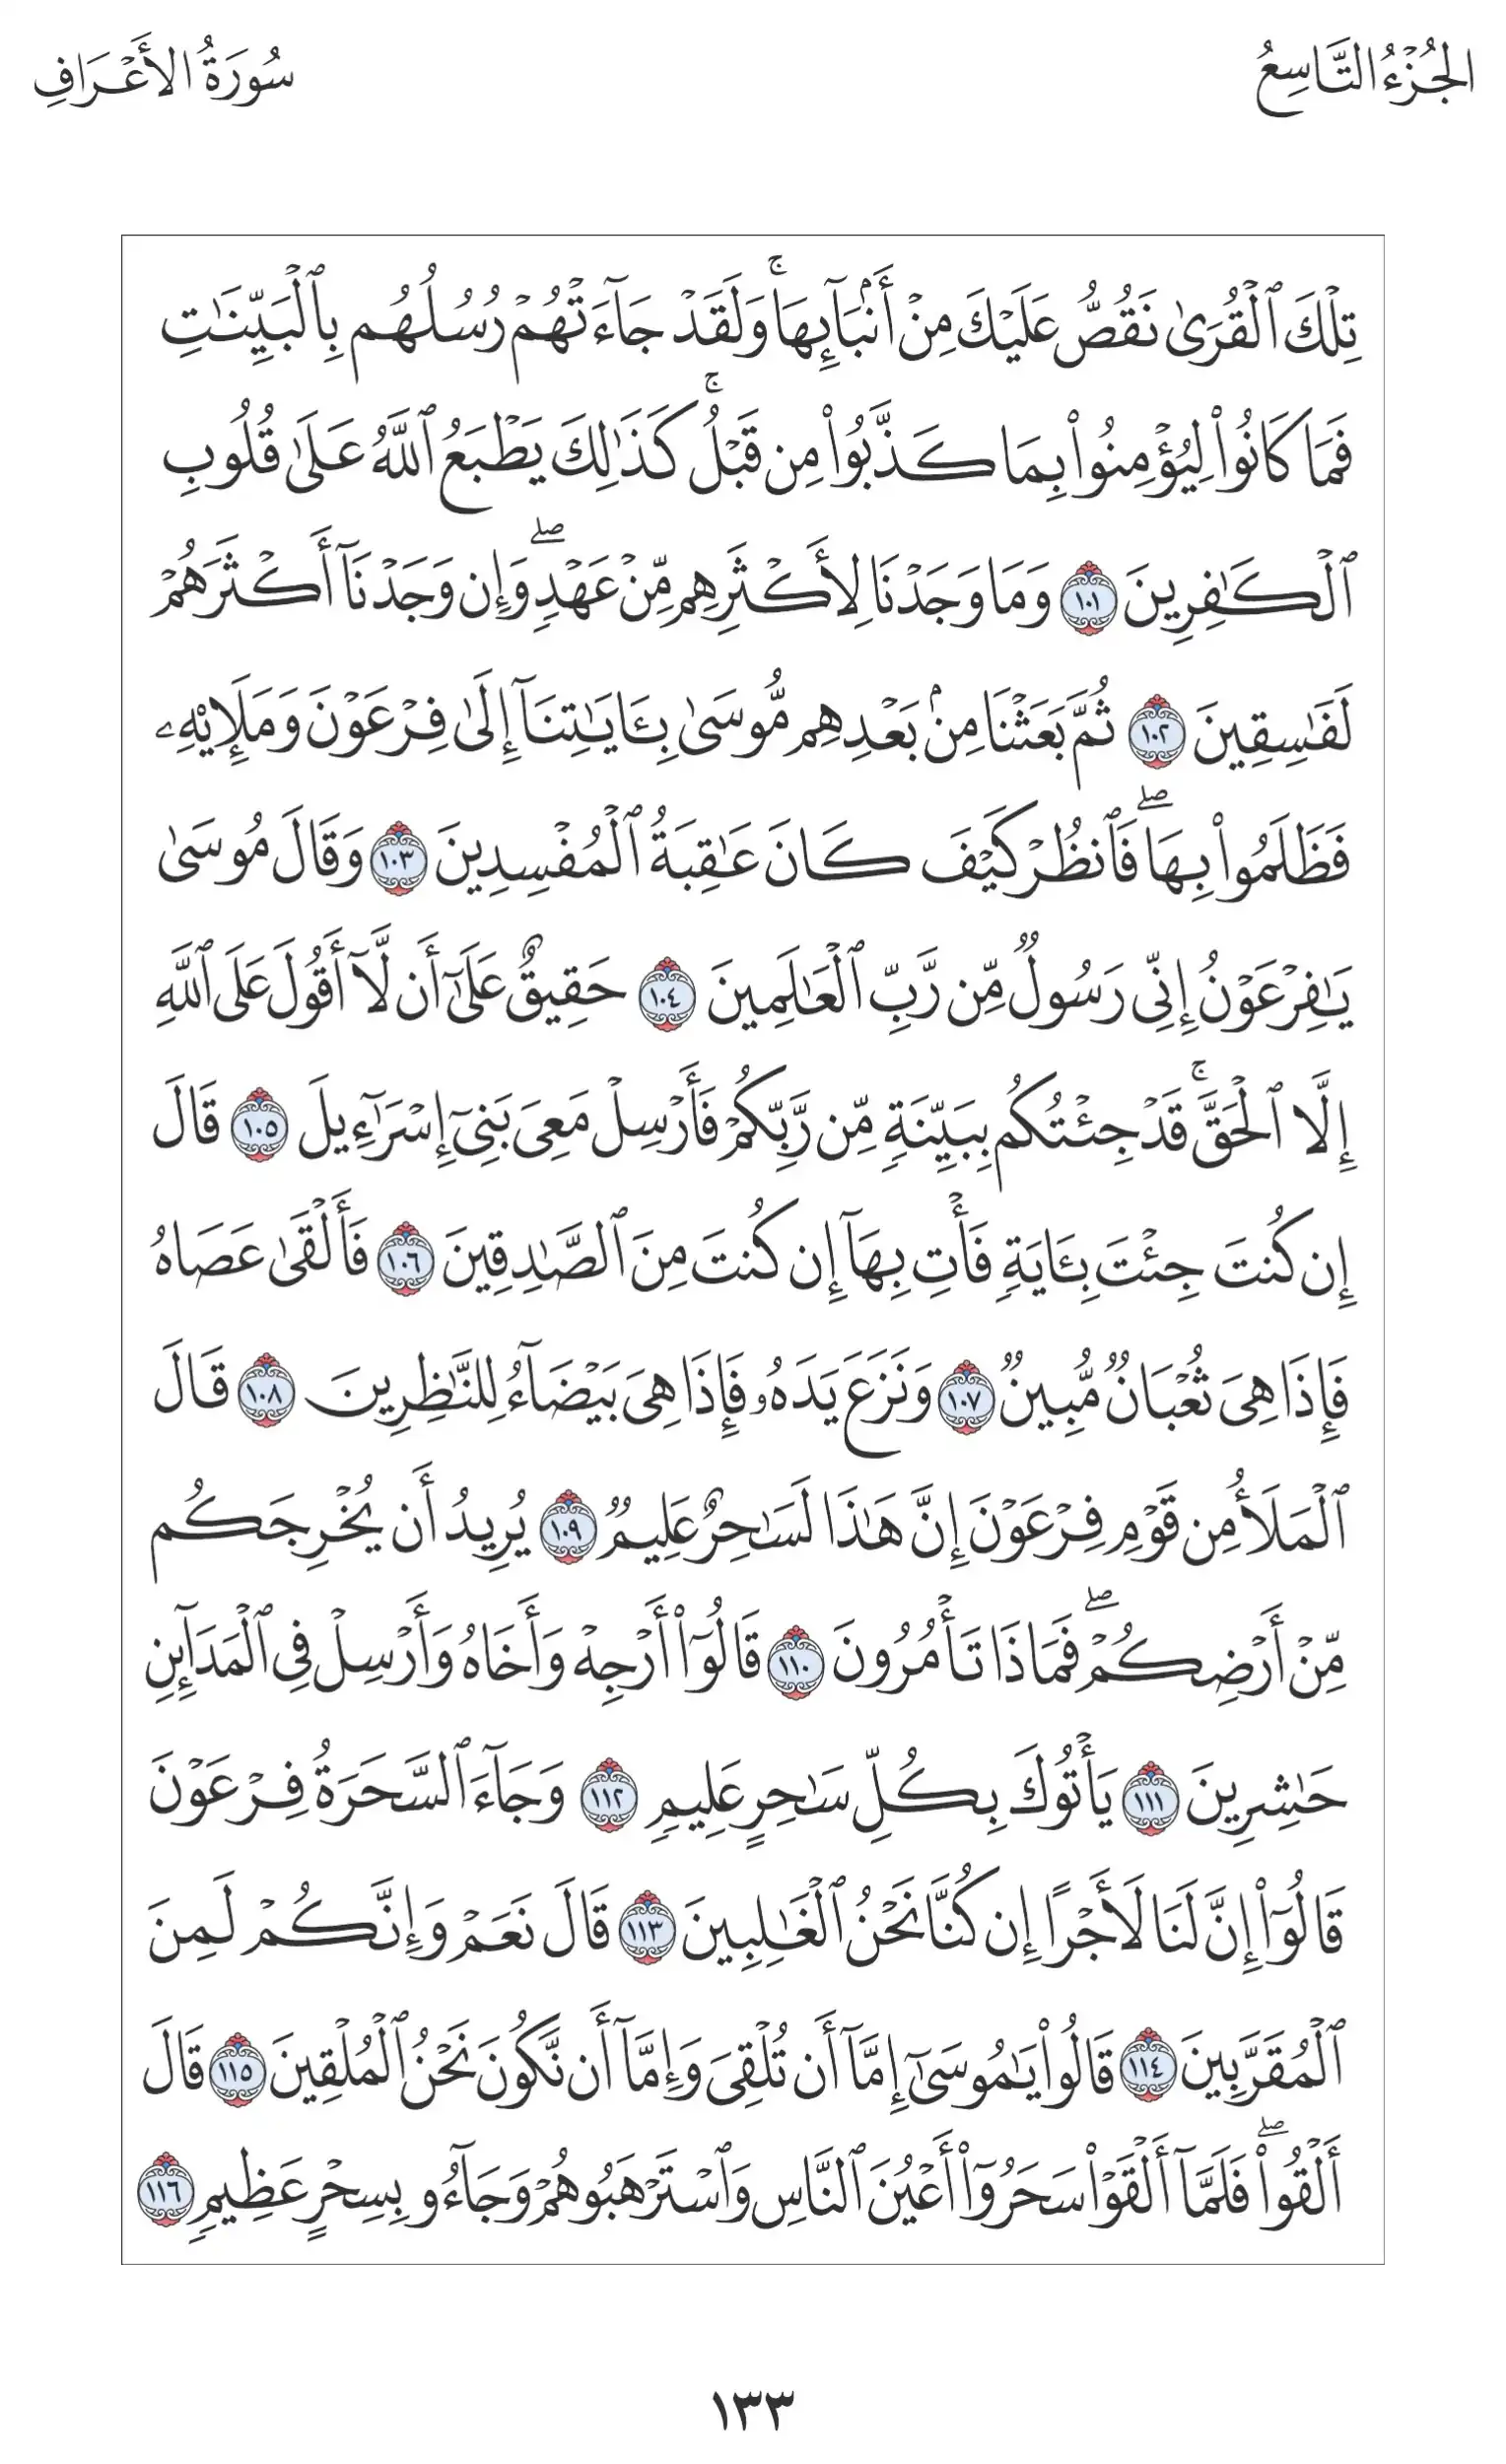 الجُزْءُ التَّاسِعُ
سُورَةُ الأَعْرَافِ
تِلْكَ ٱلْقُرَىٰ نَقُصُّ عَلَيْكَ مِنْ أَنۢبَآئِهَا ۚ وَلَقَدْ جَآءَتْهُمْ رُسُلُهُم بِٱلْبَيِّنَـٰتِ
فَمَا كَانُوا۟ لِيُؤْمِنُوا۟ بِمَا كَذَّبُوا۟ مِن قَبْلُ ۚ كَذَٰلِكَ يَطْبَعُ ٱللَّهُ عَلَىٰ قُلُوبِ
ٱلْكَـٰفِرِينَ ١٠١ وَمَا وَجَدْنَا لِأَكْثَرِهِم مِّنْ عَهْدٍ ۖ وَإِن وَجَدْنَآ أَكْثَرَهُمْ
لَفَـٰسِقِينَ ١٠٢ ثُمَّ بَعَثْنَا مِنۢ بَعْدِهِم مُّوسَىٰ بِـَٔايَـٰتِنَآ إِلَىٰ فِرْعَوْنَ وَمَلَإِي۟هِۦ
فَظَلَمُوا۟ بِهَا ۖ فَٱنظُرْ كَيْفَ كَانَ عَـٰقِبَةُ ٱلْمُفْسِدِينَ ١٠٣ وَقَالَ مُوسَىٰ
يَـٰفِرْعَوْنُ إِنِّى رَسُولٌ مِّن رَّبِّ ٱلْعَـٰلَمِينَ ١٠٤ حَقِيقٌ عَلَىٰٓ أَن لَّآ أَقُولَ عَلَى ٱللَّهِ
إِلَّا ٱلْحَقَّ ۚ قَدْ جِئْتُكُم بِبَيِّنَةٍ مِّن رَّبِّكُمْ فَأَرْسِلْ مَعِىَ بَنِىٓ إِسْرَٰٓءِيلَ ١٠٥ قَالَ
إِن كُنتَ جِئْتَ بِـَٔايَةٍ فَأْتِ بِهَآ إِن كُنتَ مِنَ ٱلصَّـٰدِقِينَ ١٠٦ فَأَلْقَىٰ عَصَاهُ
فَإِذَا هِىَ ثُعْبَانٌ مُّبِينٌ ١٠٧ وَنَزَعَ يَدَهُۥ فَإِذَا هِىَ بَيْضَآءُ لِلنَّـٰظِرِينَ ١٠٨ قَالَ
ٱلْمَلَأُ مِن قَوْمِ فِرْعَوْنَ إِنَّ هَـٰذَا لَسَـٰحِرٌ عَلِيمٌ ١٠٩ يُرِيدُ أَن يُخْرِجَكُم
مِّنْ أَرْضِكُمْ ۖ فَمَاذَا تَأْمُرُونَ ١١٠ قَالُوٓا۟ أَرْجِهْ وَأَخَاهُ وَأَرْسِلْ فِى ٱلْمَدَآئِنِ
حَـٰشِرِينَ ١١١ يَأْتُوكَ بِكُلِّ سَـٰحِرٍ عَلِيمٍ ١١٢ وَجَآءَ ٱلسَّحَرَةُ فِرْعَوْنَ
قَالُوٓا۟ إِنَّ لَنَا لَأَجْرًا إِن كُنَّا نَحْنُ ٱلْغَـٰلِبِينَ ١١٣ قَالَ نَعَمْ وَإِنَّكُمْ لَمِنَ
ٱلْمُقَرَّبِينَ ١١٤ قَالُوا۟ يَـٰمُوسَىٰٓ إِمَّآ أَن تُلْقِىَ وَإِمَّآ أَن نَّكُونَ نَحْنُ ٱلْمُلْقِينَ ١١٥ قَالَ
أَلْقُوا۟ ۖ فَلَمَّآ أَلْقَوْا۟ سَحَرُوٓا۟ أَعْيُنَ ٱلنَّاسِ وَٱسْتَرْهَبُوهُمْ وَجَآءُو بِسِحْرٍ عَظِيمٍ ١١٦
١٣٣